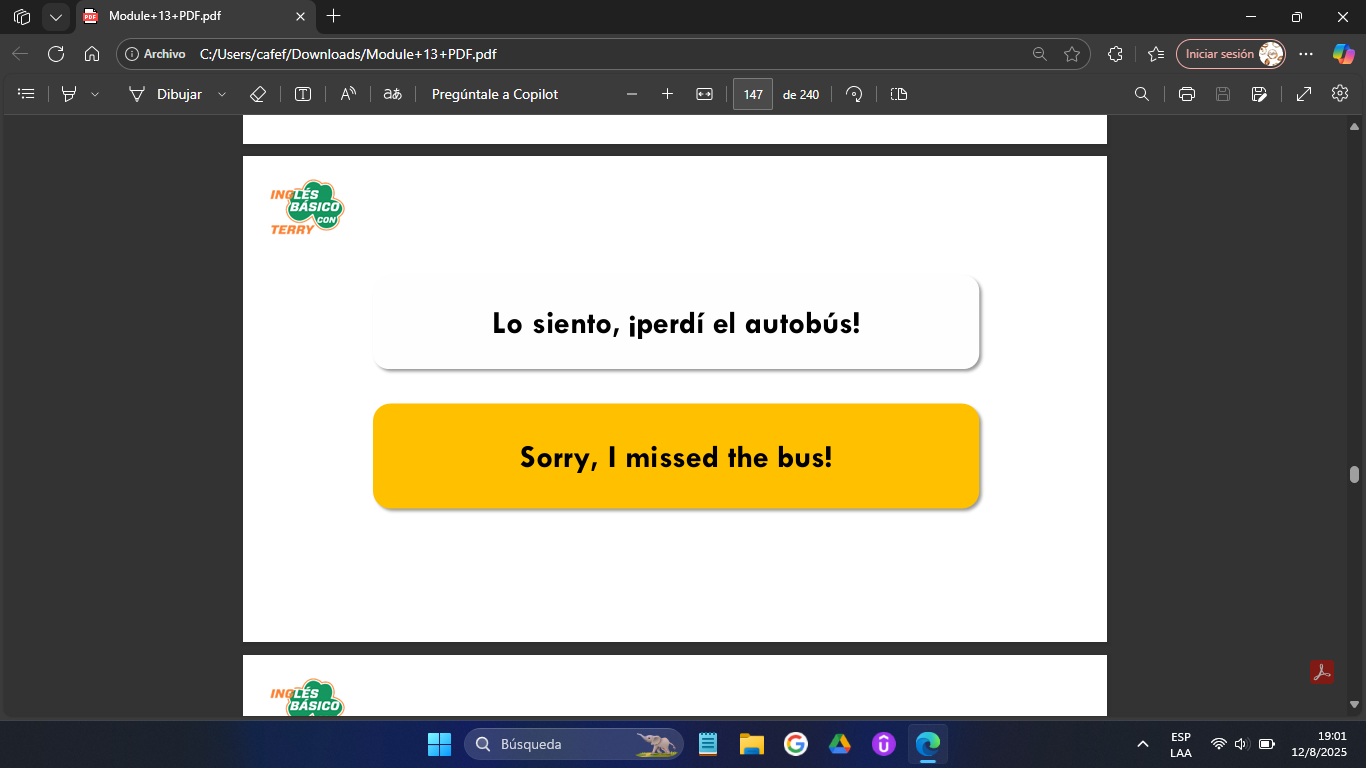 Module+13+PDF.pdf
Archivo C:/Users/cafef/Downloads/Module+13+PDF.pdf Iniciar sesión
Dibujar aあ Pregúntale a Copilot 147 de 240
INGLÉS
BÁSICO
CON
TERRY
Lo siento, ¡perdí el autobús!
Sorry, I missed the bus!
INGLÉS
BÁSICO
Búsqueda
ESP
LAA
19:01
12/8/2025